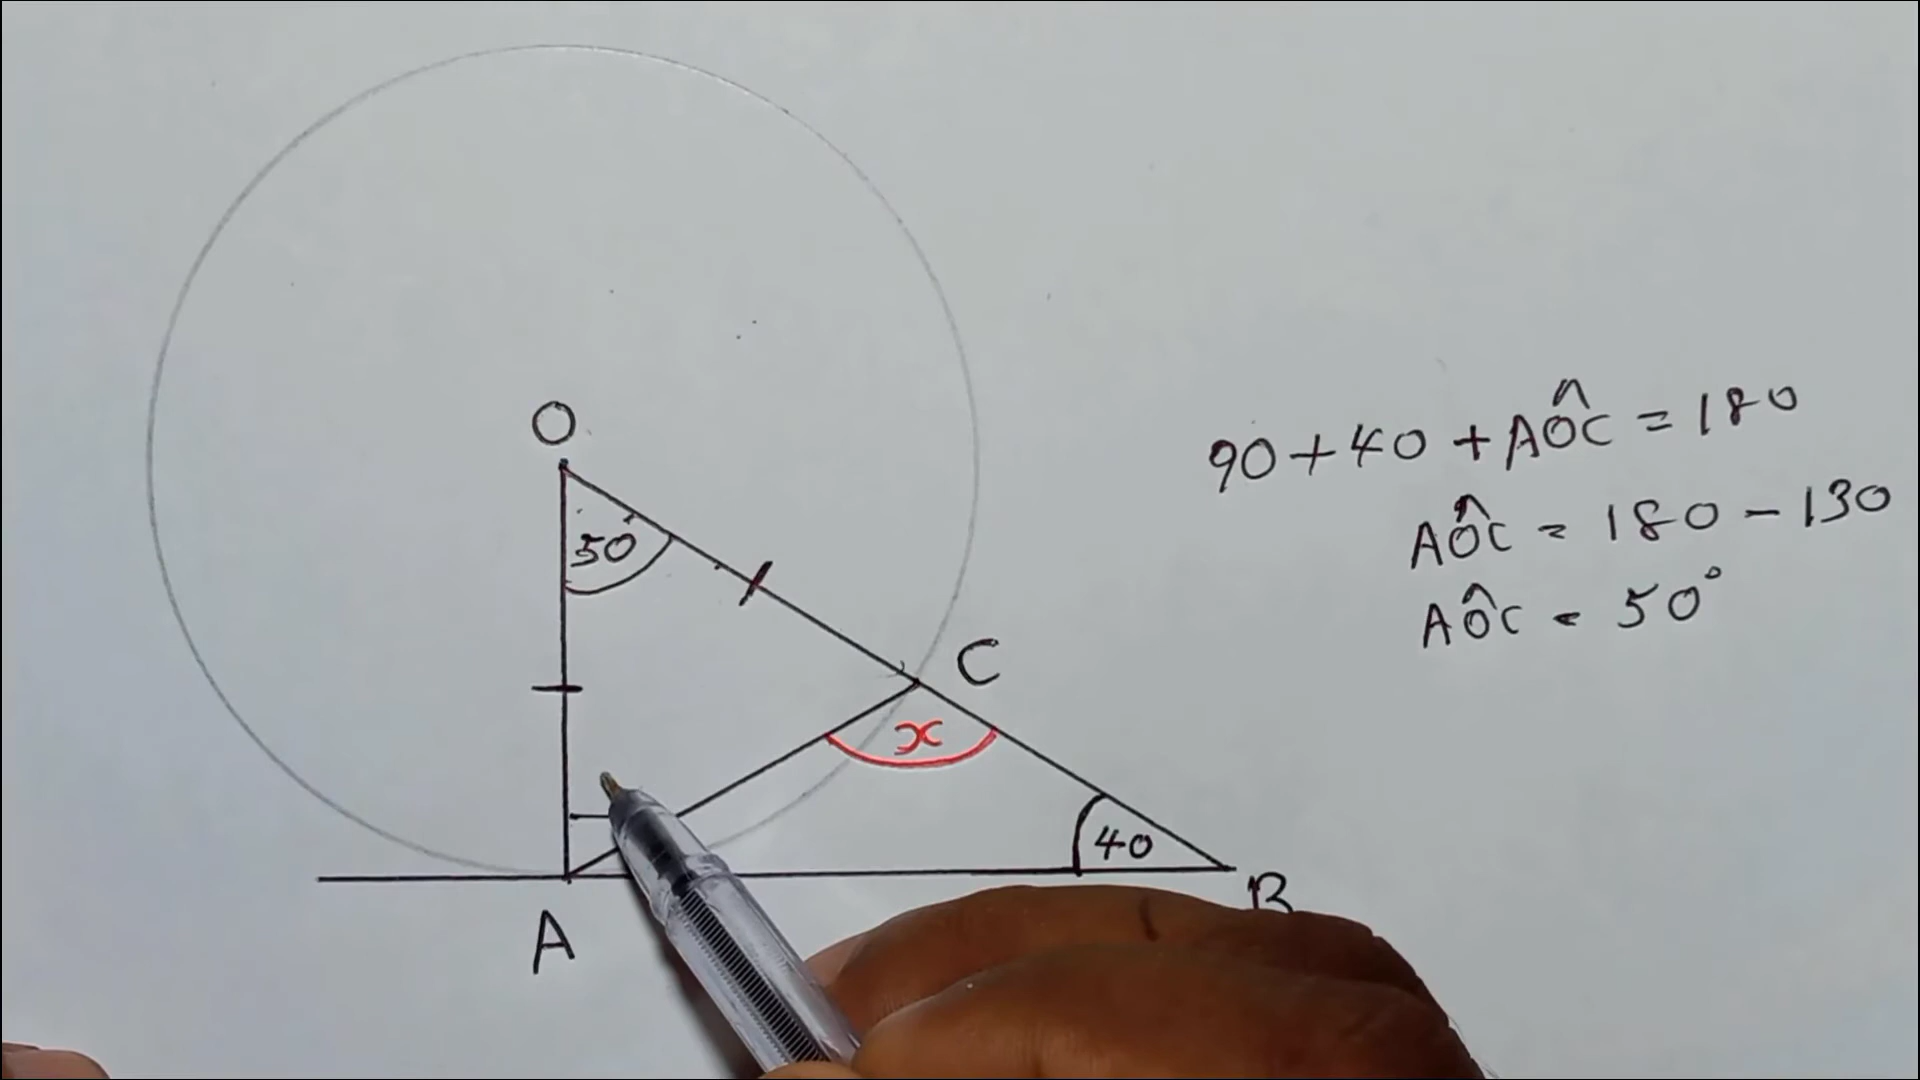 O
50
C
x
40
B
A
90+40+AÔC=180
AÔC = 180-130
AÔC = 50°